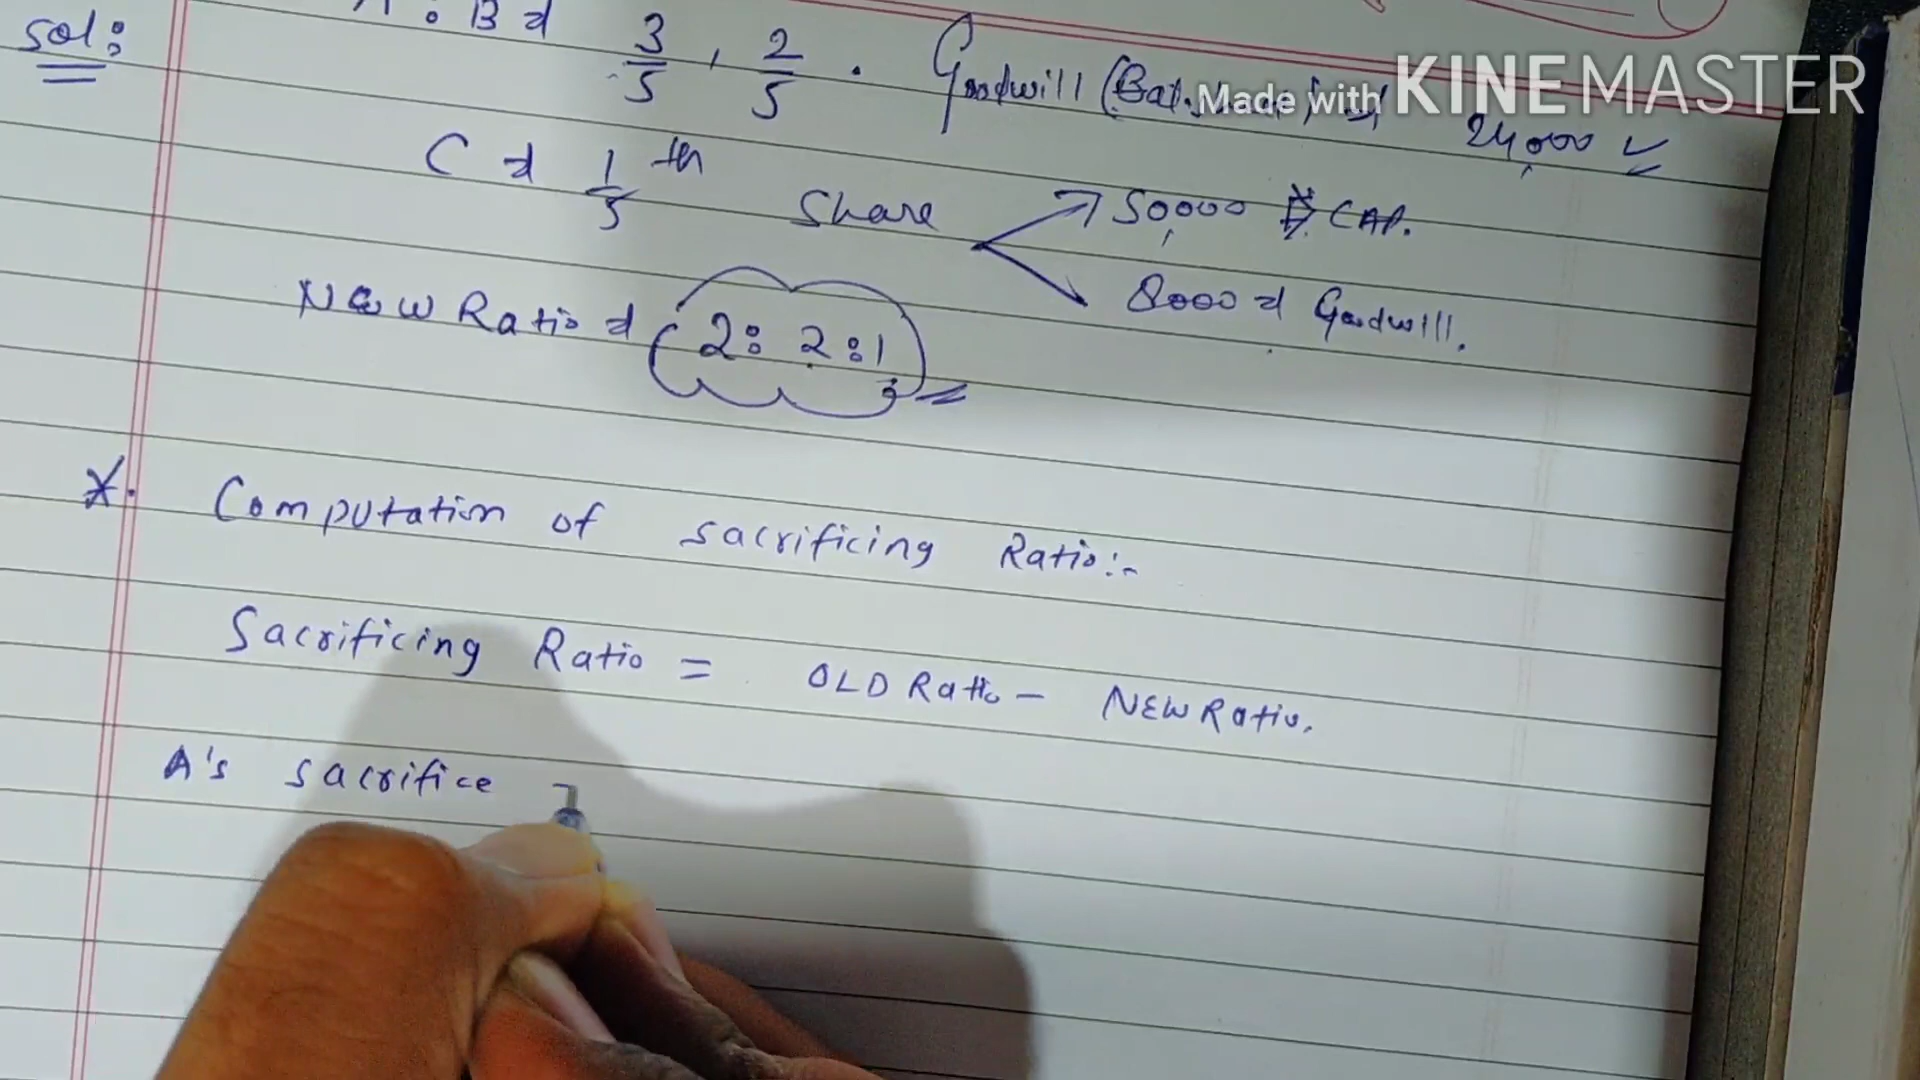 Sol:
A : B 3/5 , 2/5 . Goodwill 24,000
Made with KINEMASTER
C 1/5 th Share 50,000 CAP.
8000 Goodwill.
New Ratio 2: 2:1
Computation of sacrificing Ratio:-
Sacrificing Ratio = OLD Ratio - NEW Ratio.
A's sacrifice